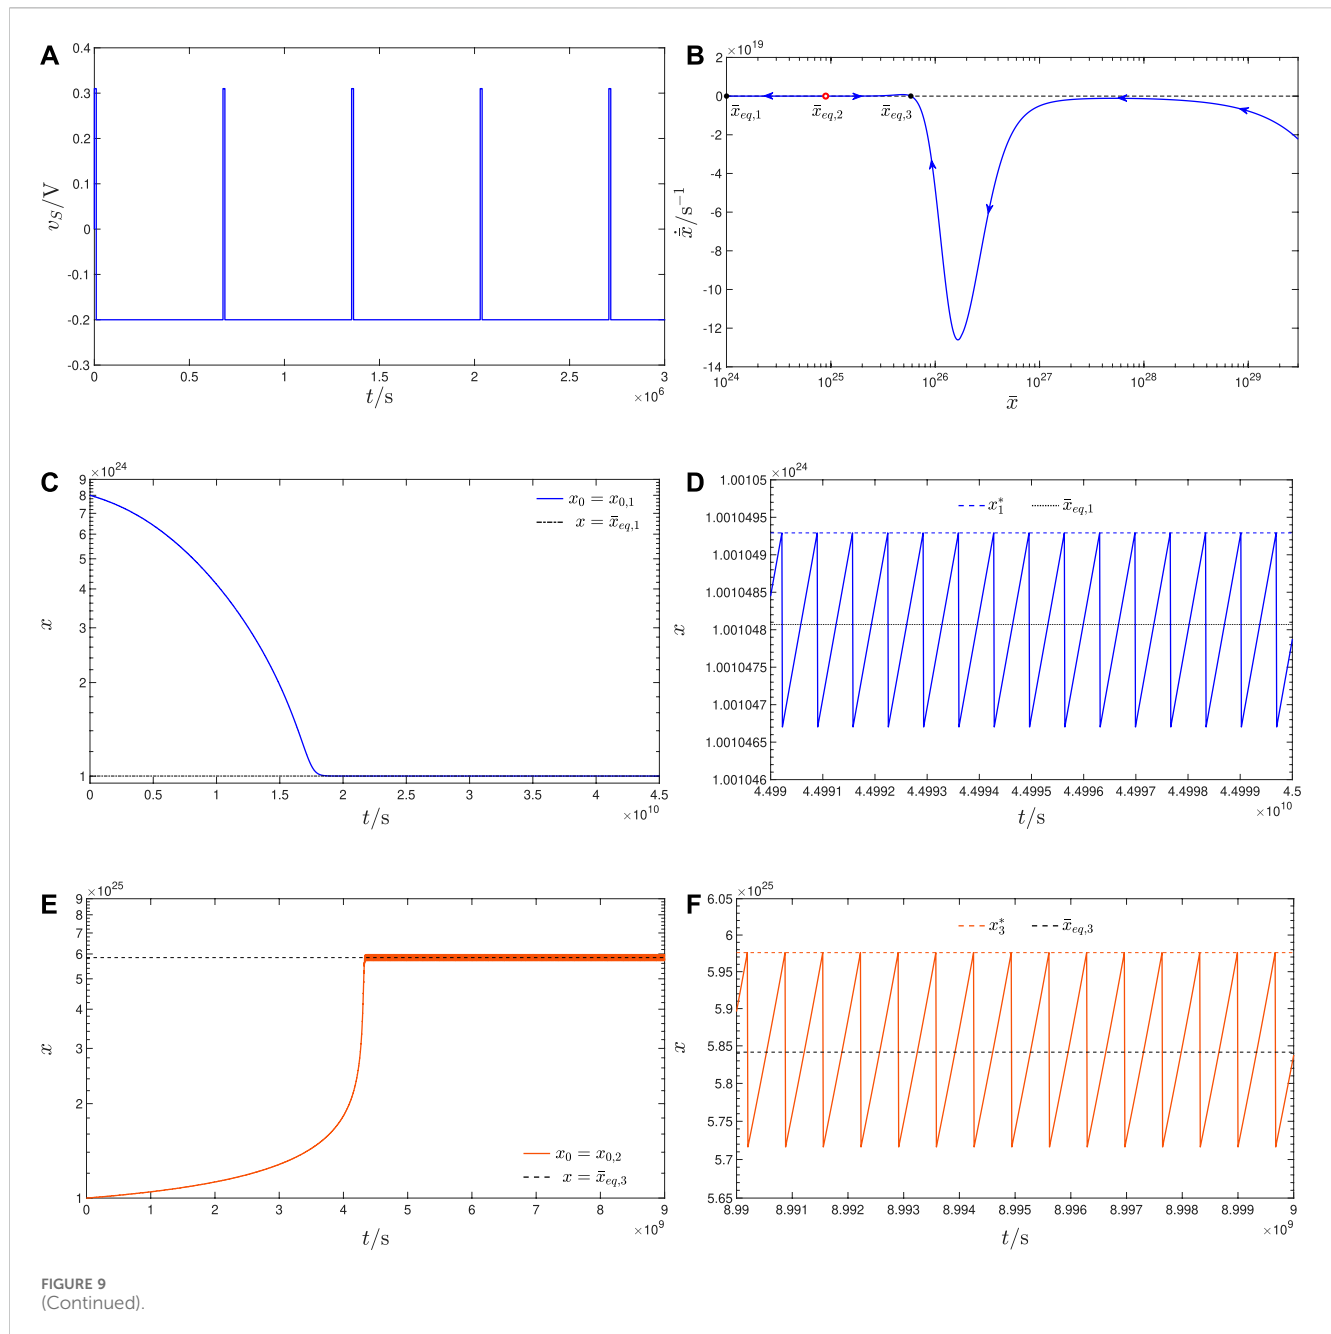 A
0.4
0.3
0.2
0.1
0
-0.1
-0.2
-0.3
v_S/V
0 0.5 1 1.5 2 2.5 3
t/s
×10^6
B
×10^19
2
0
-2
-4
-6
-8
-10
-12
-14
ẋ̄/s^−1
x̄_eq,1 x̄_eq,2 x̄_eq,3
10^24 10^25 10^26 10^27 10^28 10^29
x̄
C
×10^24
9
8
7
6
5
4
3
2
1
x
x_0 = x_0,1
x = x̄_eq,1
0 0.5 1 1.5 2 2.5 3 3.5 4 4.5
t/s
×10^10
D
×10^24
1.00105
1.0010495
1.001049
1.0010485
1.001048
1.0010475
1.001047
1.0010465
1.001046
x
x_1^* x̄_eq,1
4.499 4.4991 4.4992 4.4993 4.4994 4.4995 4.4996 4.4997 4.4998 4.4999 4.5
t/s
×10^10
E
×10^25
9
8
7
6
5
4
3
2
1
x
x_0 = x_0,2
x = x̄_eq,3
0 1 2 3 4 5 6 7 8 9
t/s
×10^9
F
×10^25
6.05
6
5.95
5.9
5.85
5.8
5.75
5.7
5.65
x
x_3^* x̄_eq,3
8.99 8.991 8.992 8.993 8.994 8.995 8.996 8.997 8.998 8.999 9
t/s
×10^9
FIGURE 9
(Continued).